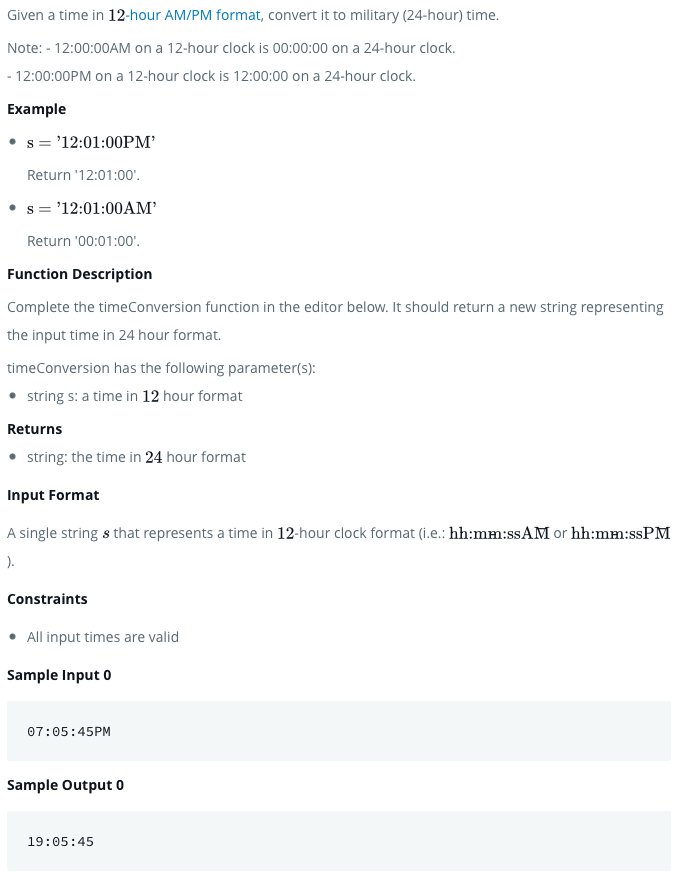 Given a time in 12-hour AM/PM format, convert it to military (24-hour) time.
Note: - 12:00:00AM on a 12-hour clock is 00:00:00 on a 24-hour clock.
- 12:00:00PM on a 12-hour clock is 12:00:00 on a 24-hour clock.
Example
• s = '12:01:00PM'
Return '12:01:00'.
• s = '12:01:00AM'
Return '00:01:00'.
Function Description
Complete the timeConversion function in the editor below. It should return a new string representing
the input time in 24 hour format.
timeConversion has the following parameter(s):
• string s: a time in 12 hour format
Returns
• string: the time in 24 hour format
Input Format
A single string s that represents a time in 12-hour clock format (i.e.: hh:mm:ssAM or hh:mm:ssPM
).
Constraints
• All input times are valid
Sample Input 0
07:05:45PM
Sample Output 0
19:05:45